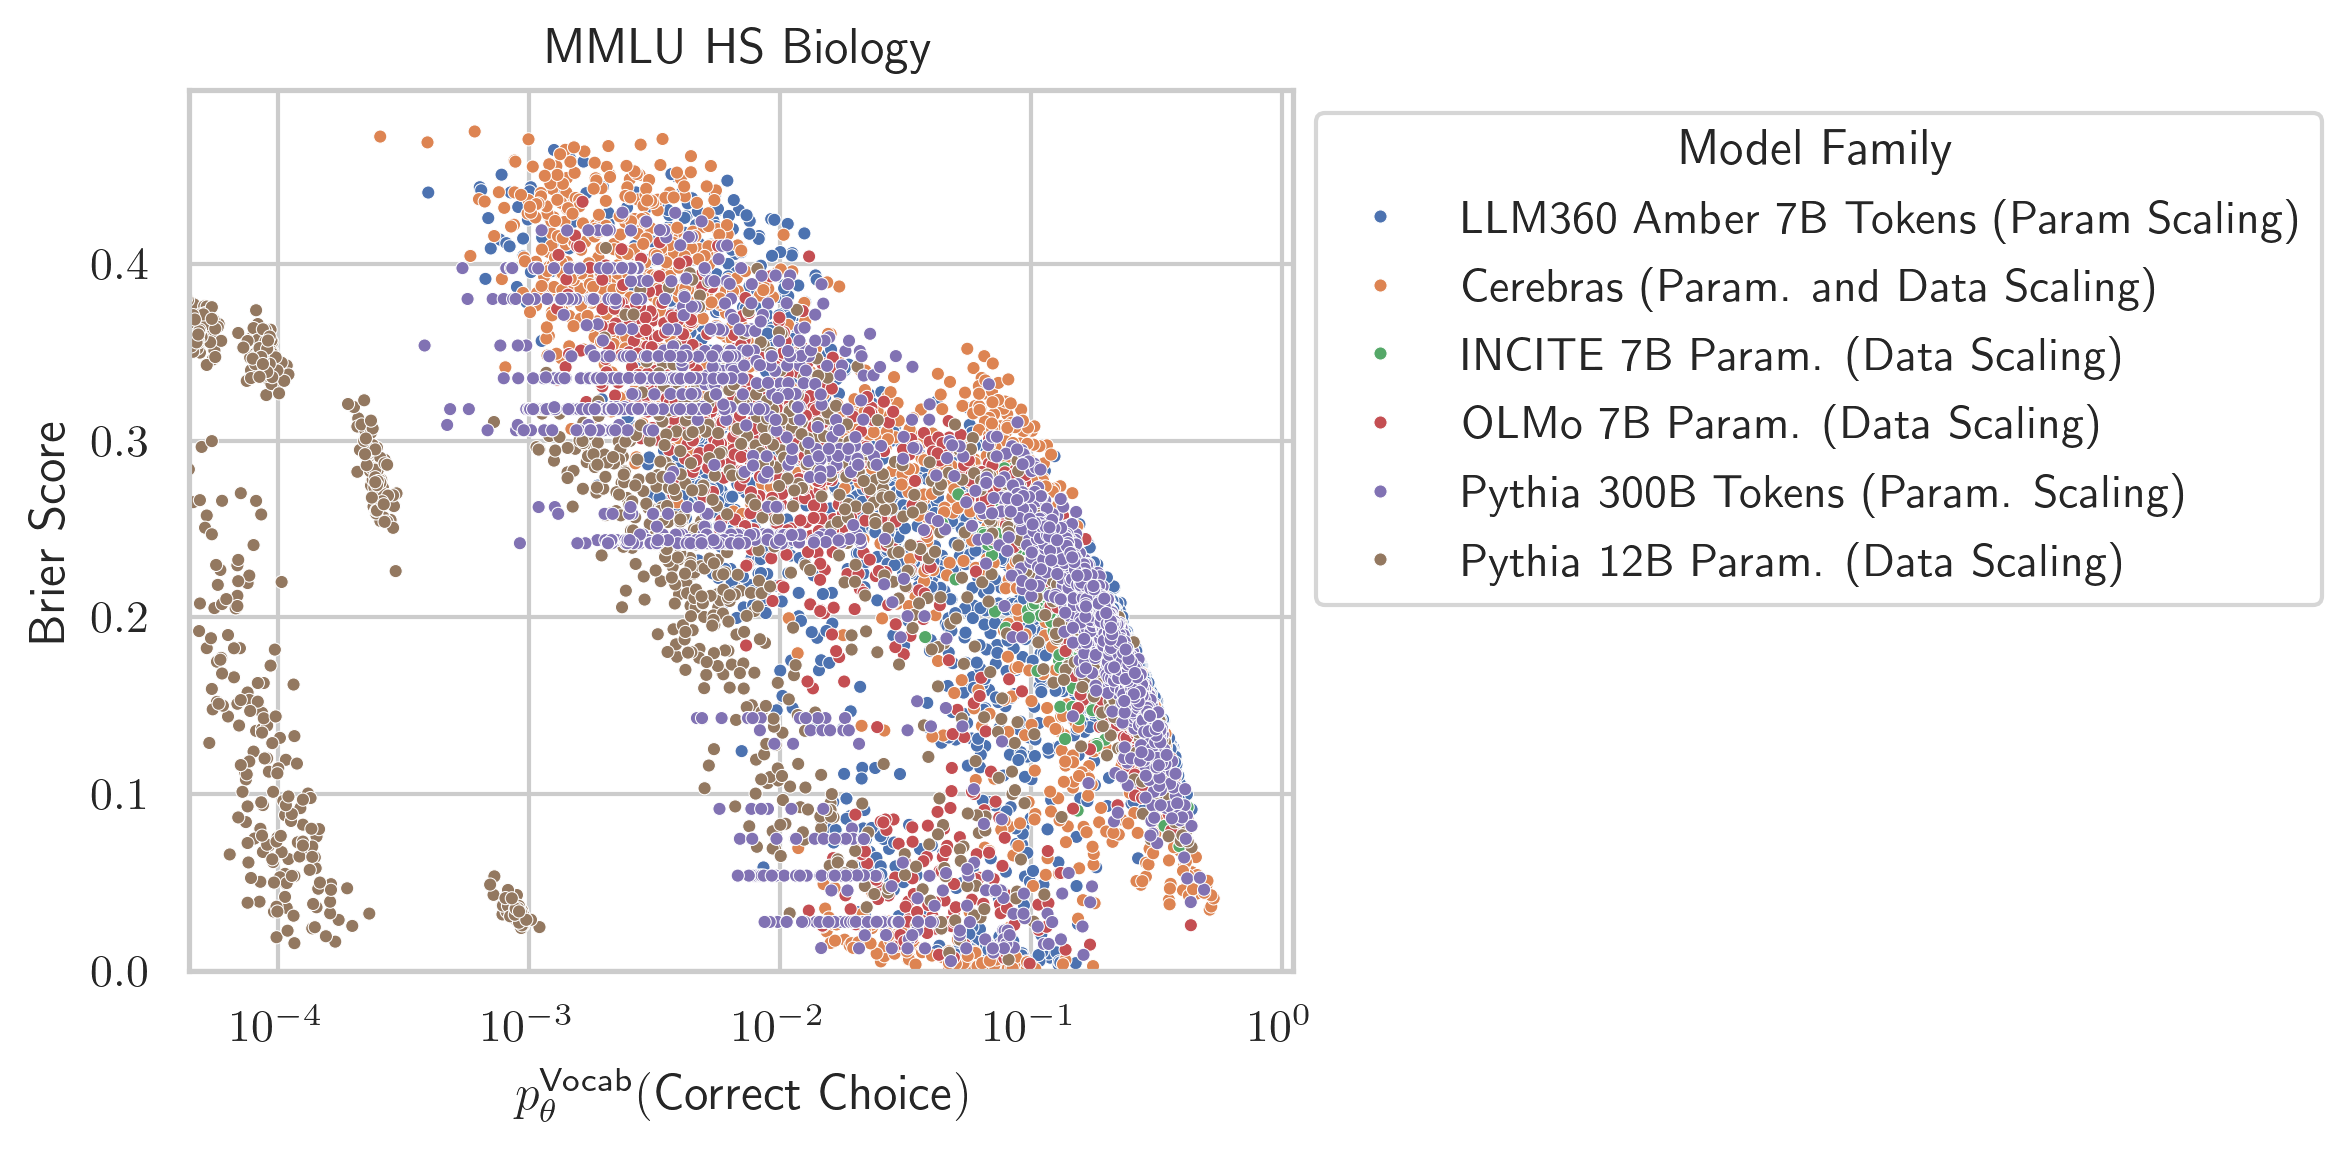 MMLU HS Biology
Brier Score
0.4
0.3
0.2
0.1
0.0
10⁻⁴ 10⁻³ 10⁻² 10⁻¹ 10⁰
p_θ^Vocab(Correct Choice)
Model Family
LLM360 Amber 7B Tokens (Param Scaling)
Cerebras (Param. and Data Scaling)
INCITE 7B Param. (Data Scaling)
OLMo 7B Param. (Data Scaling)
Pythia 300B Tokens (Param. Scaling)
Pythia 12B Param. (Data Scaling)